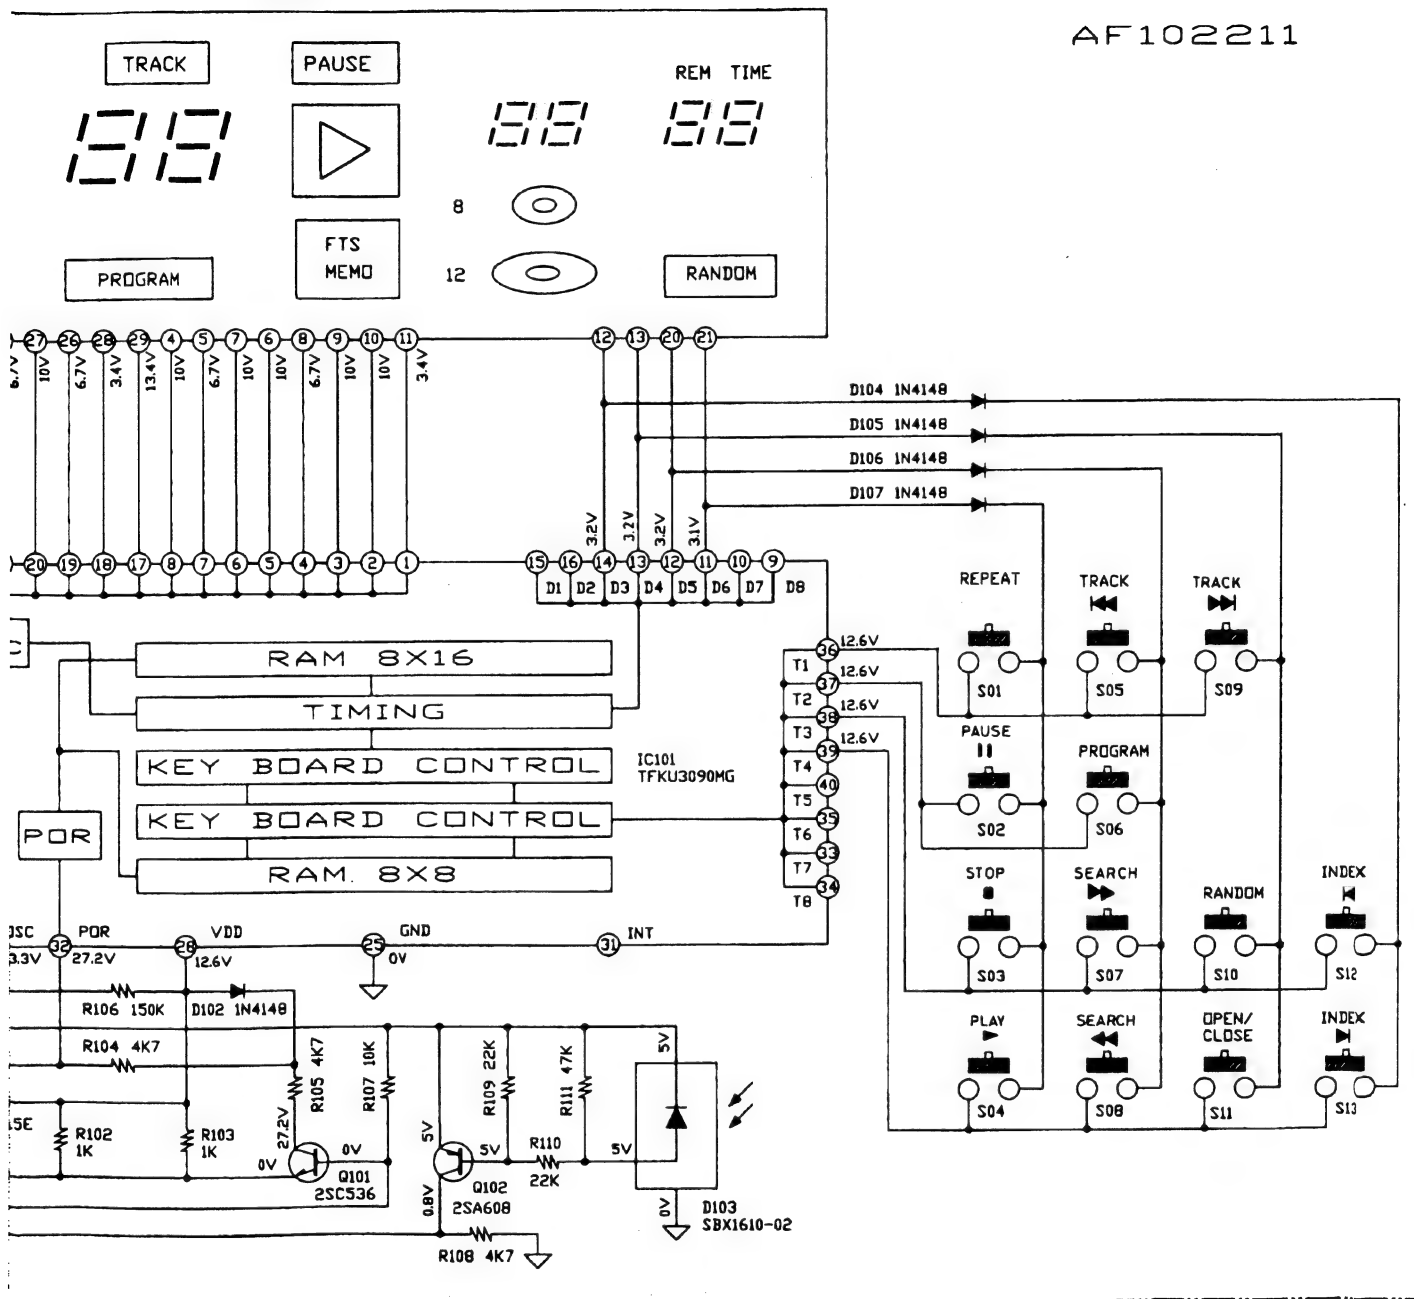 AF102211
TRACK
PAUSE
REM TIME
88
88
88
8
FTS
MEMO
12
PROGRAM
RANDOM
27 26 28 29 4 5 7 6 8 9 10 11
12 13 20 21
6.7V 10V 6.7V 3.4V 13.4V 10V 6.7V 10V 10V 6.7V 10V 10V 3.4V
D104 1N4148
D105 1N4148
D106 1N4148
D107 1N4148
3.2V 3.2V 3.2V 3.1V
20 19 18 17 8 7 6 5 4 3 2 1
15 16 14 13 12 11 10 9
D1 D2 D3 D4 D5 D6 D7 D8
REPEAT
TRACK
TRACK
S01
S05
S09
C
RAM 8X16
TIMING
KEY BOARD CONTROL
KEY BOARD CONTROL
RAM. 8X8
POR
IC101
TFKU3090MG
36 12.6V
T1
37 12.6V
T2
38 12.6V
T3
39 12.6V
T4
40
T5
35
T6
33
T7
34
T8
PAUSE
PROGRAM
S02
S06
STOP
SEARCH
RANDOM
INDEX
S03
S07
S10
S12
PLAY
SEARCH
OPEN/
CLOSE
INDEX
S04
S08
S11
S13
OSC
3.3V
32
POR
27.2V
28
VDD
12.6V
25
GND
0V
31
INT
R106 150K
D102 1N4148
R104 4K7
R105 4K7
R107 10K
R109 22K
R111 47K
5V
15E
R102
1K
R103
1K
27.2V
0V
0V
Q101
2SC536
5V
5V
R110
22K
5V
Q102
2SA608
0.8V
R108 4K7
0V
D103
SBX1610-02